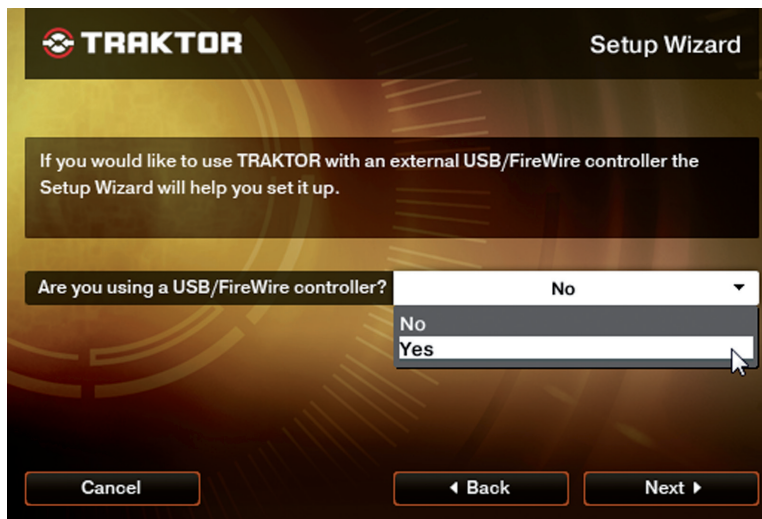 TRAKTOR
Setup Wizard
If you would like to use TRAKTOR with an external USB/FireWire controller the
Setup Wizard will help you set it up.
Are you using a USB/FireWire controller?
No
No
Yes
Cancel
Back
Next